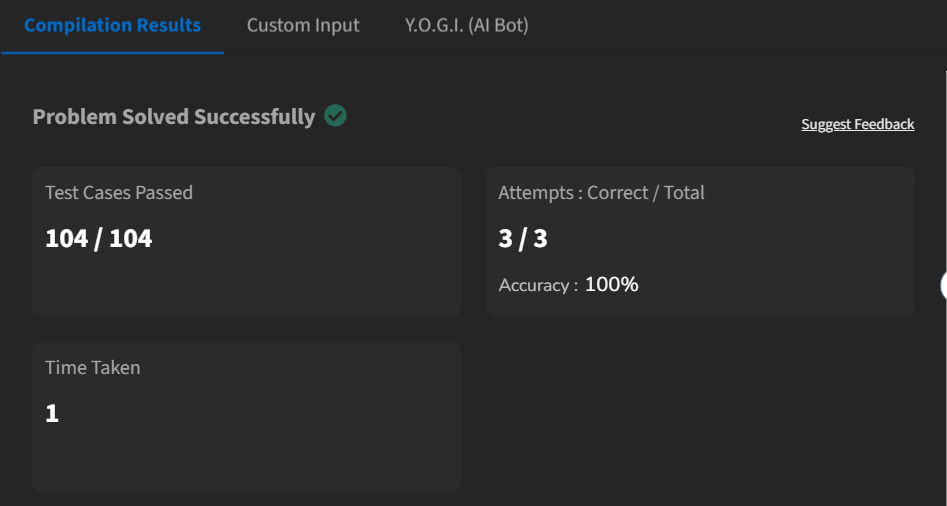 Compilation Results
Custom Input
Y.O.G.I. (AI Bot)
Problem Solved Successfully
Suggest Feedback
Test Cases Passed
104 / 104
Attempts : Correct / Total
3 / 3
Accuracy : 100%
Time Taken
1